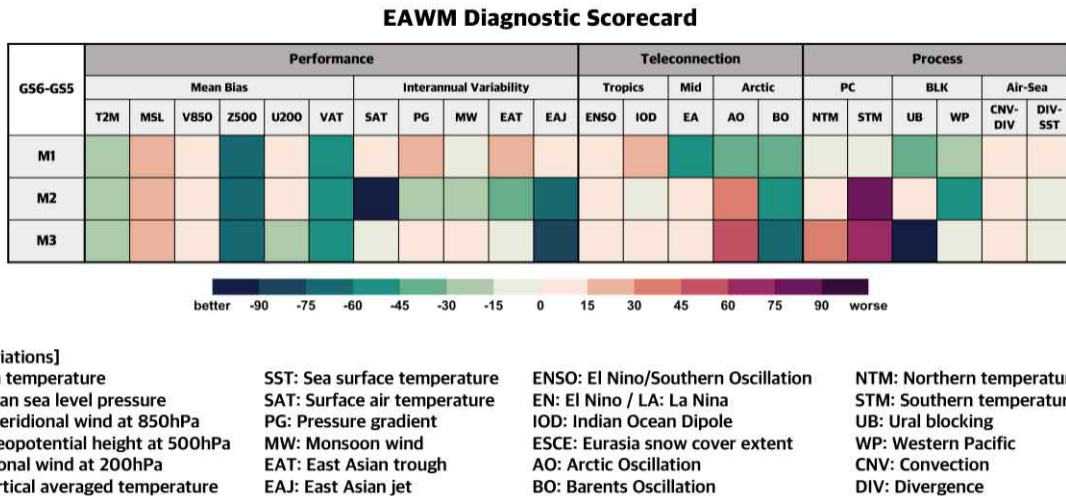 EAWM Diagnostic Scorecard
GS6-GS5 Performance Teleconnection Process
Mean Bias Interannual Variability Tropics Mid Arctic PC BLK Air-Sea
T2M MSL V850 Z500 U200 VAT SAT PG MW EAT EAJ ENSO IOD EA AO BO NTM STM UB WP CNV-DIV DIV-SST
M1
M2
M3
better -90 -75 -60 -45 -30 -15 0 15 30 45 60 75 90 worse
iations]
temperature SST: Sea surface temperature ENSO: El Nino/Southern Oscillation NTM: Northern temperatur
an sea level pressure SAT: Surface air temperature EN: El Nino / LA: La Nina STM: Southern temperatur
eridional wind at 850hPa PG: Pressure gradient IOD: Indian Ocean Dipole UB: Ural blocking
eopotential height at 500hPa MW: Monsoon wind ESCE: Eurasia snow cover extent WP: Western Pacific
onal wind at 200hPa EAT: East Asian trough AO: Arctic Oscillation CNV: Convection
rtical averaged temperature EAJ: East Asian jet BO: Barents Oscillation DIV: Divergence